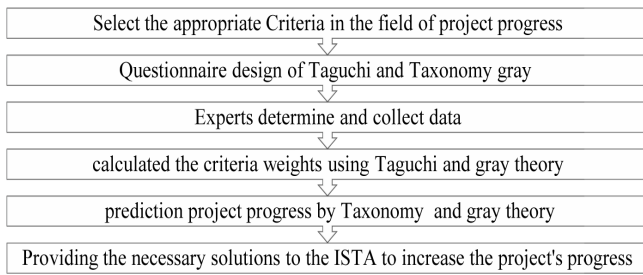 Select the appropriate Criteria in the field of project progress
Questionnaire design of Taguchi and Taxonomy gray
Experts determine and collect data
calculated the criteria weights using Taguchi and gray theory
prediction project progress by Taxonomy and gray theory
Providing the necessary solutions to the ISTA to increase the project's progress